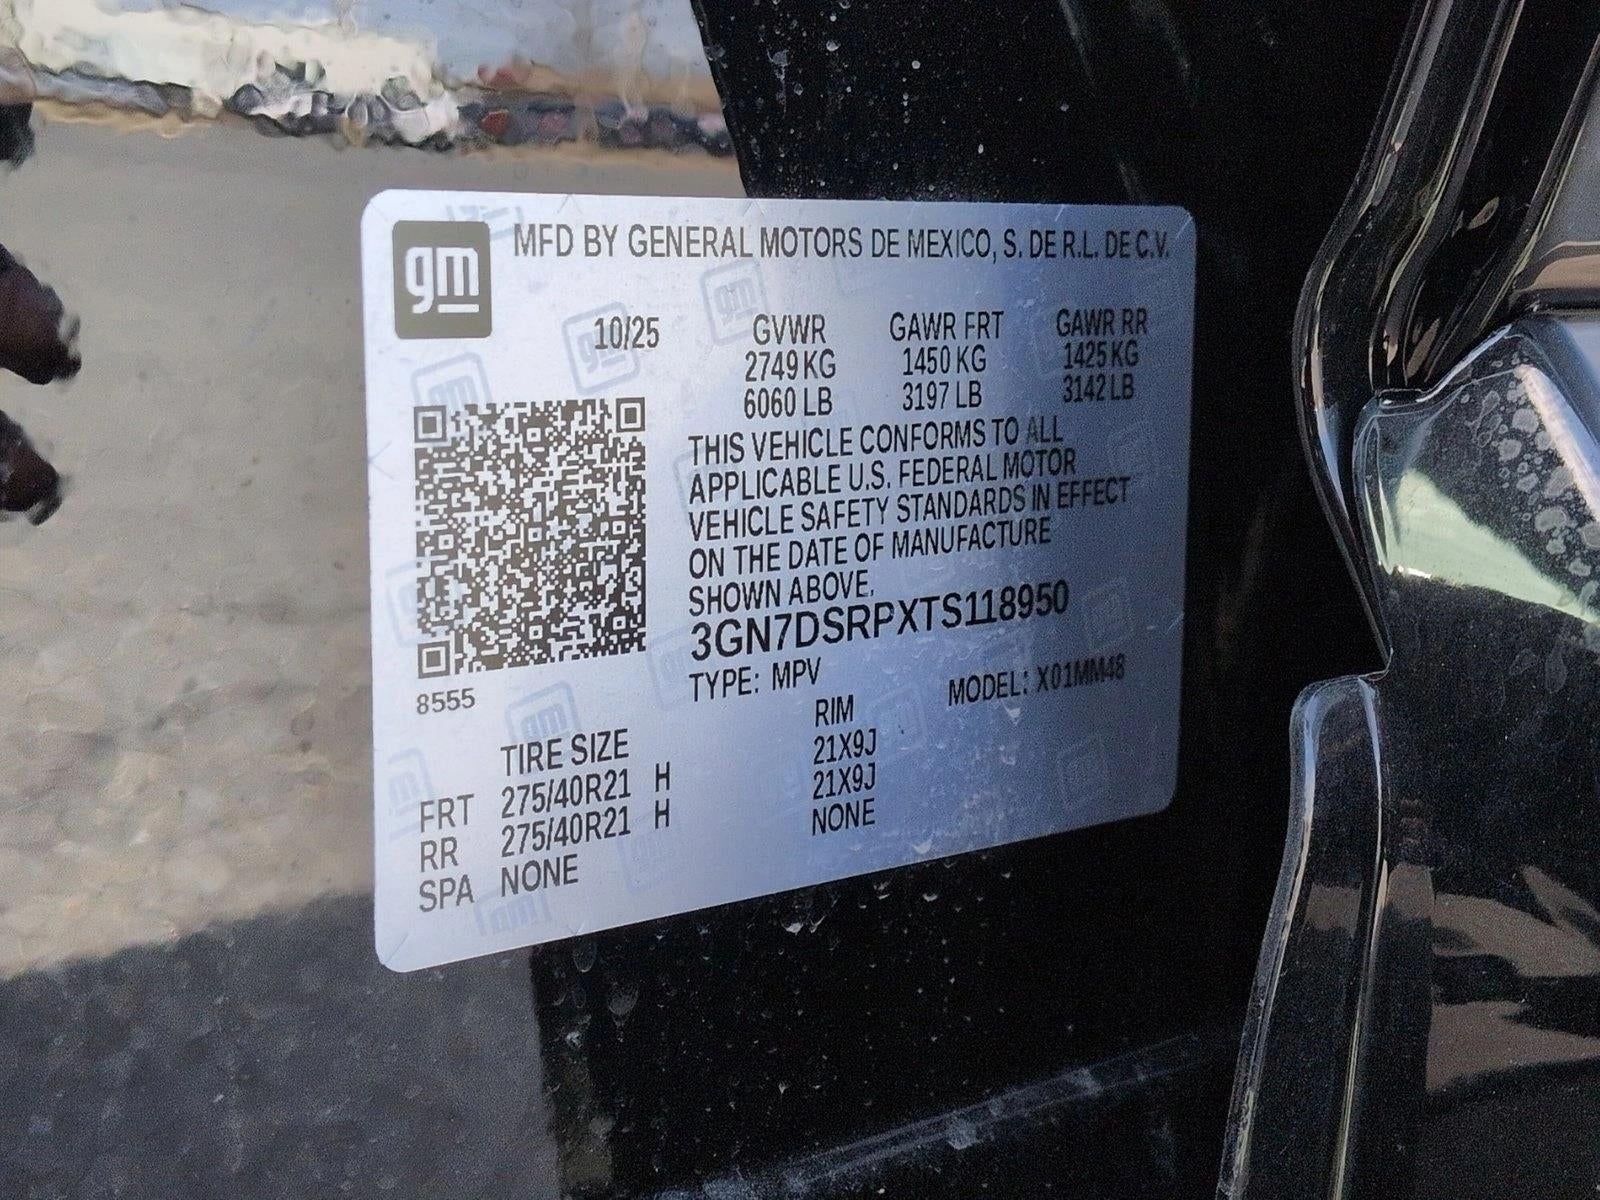 gm MFD BY GENERAL MOTORS DE MEXICO, S. DE R.L. DE C.V.
10/25 GVWR GAWR FRT GAWR RR
2749 KG 1450 KG 1425 KG
6060 LB 3197 LB 3142 LB
THIS VEHICLE CONFORMS TO ALL
APPLICABLE U.S. FEDERAL MOTOR
VEHICLE SAFETY STANDARDS IN EFFECT
ON THE DATE OF MANUFACTURE
SHOWN ABOVE.
3GN7DSRPXTS118950
TYPE: MPV MODEL: X01MM48
8555
TIRE SIZE RIM
FRT 275/40R21 H 21X9J
RR 275/40R21 H 21X9J
SPA NONE NONE